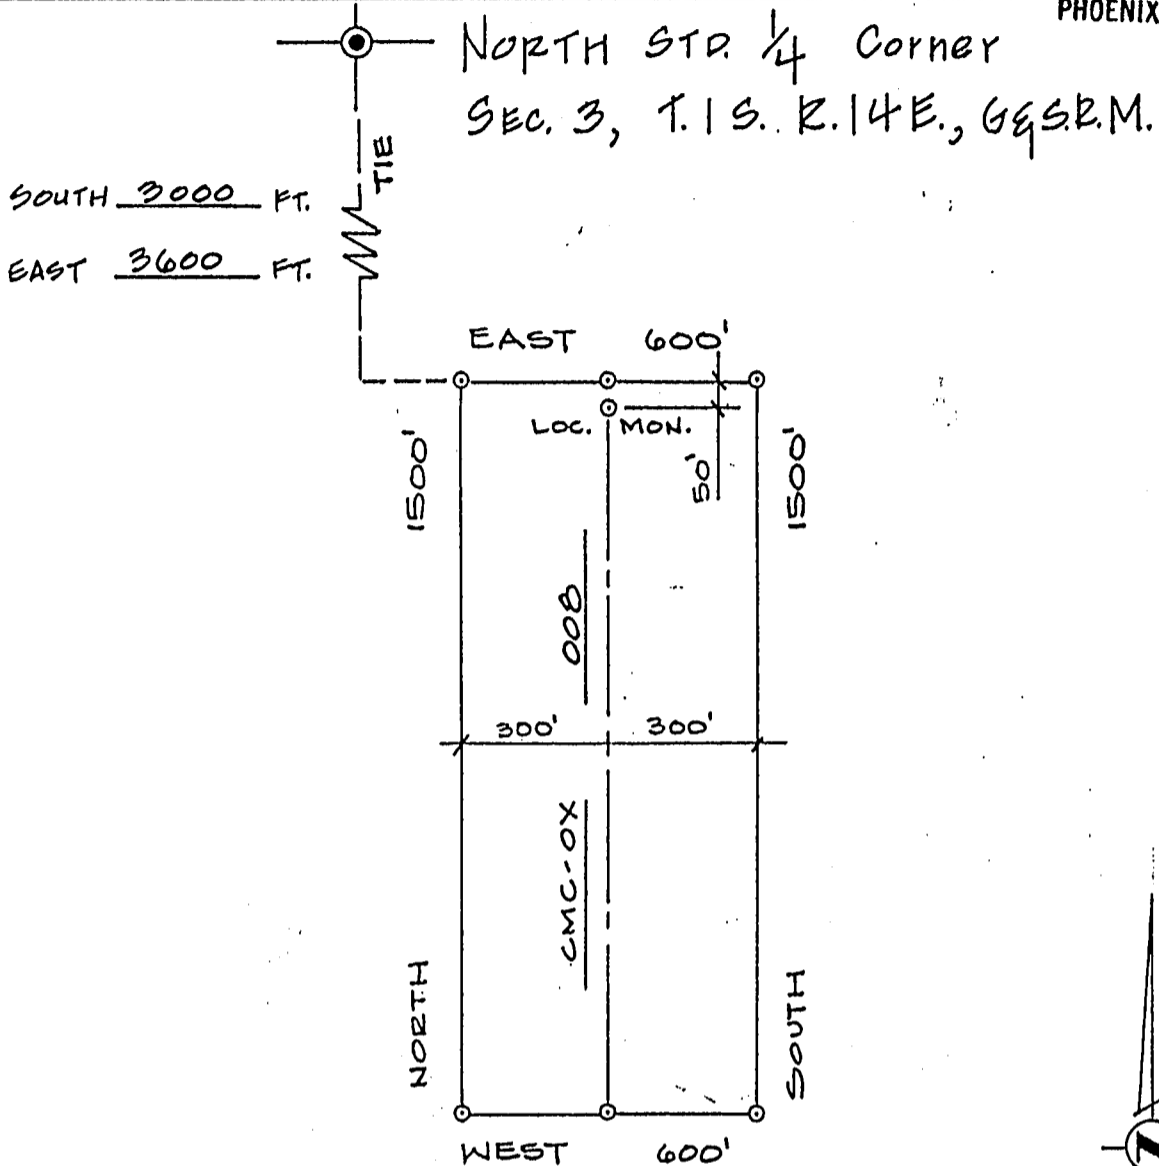 PHOENIX
NORTH STD. 1/4 Corner
SEC. 3, T.1 S.. R.14E., G&S.R.M.
TIE
SOUTH 3000 FT.
EAST 3600 FT.
EAST 600'
LOC. MON.
50'
1500'
1500'
008
300' 300'
CMC-OX
NORTH
SOUTH
WEST 600'